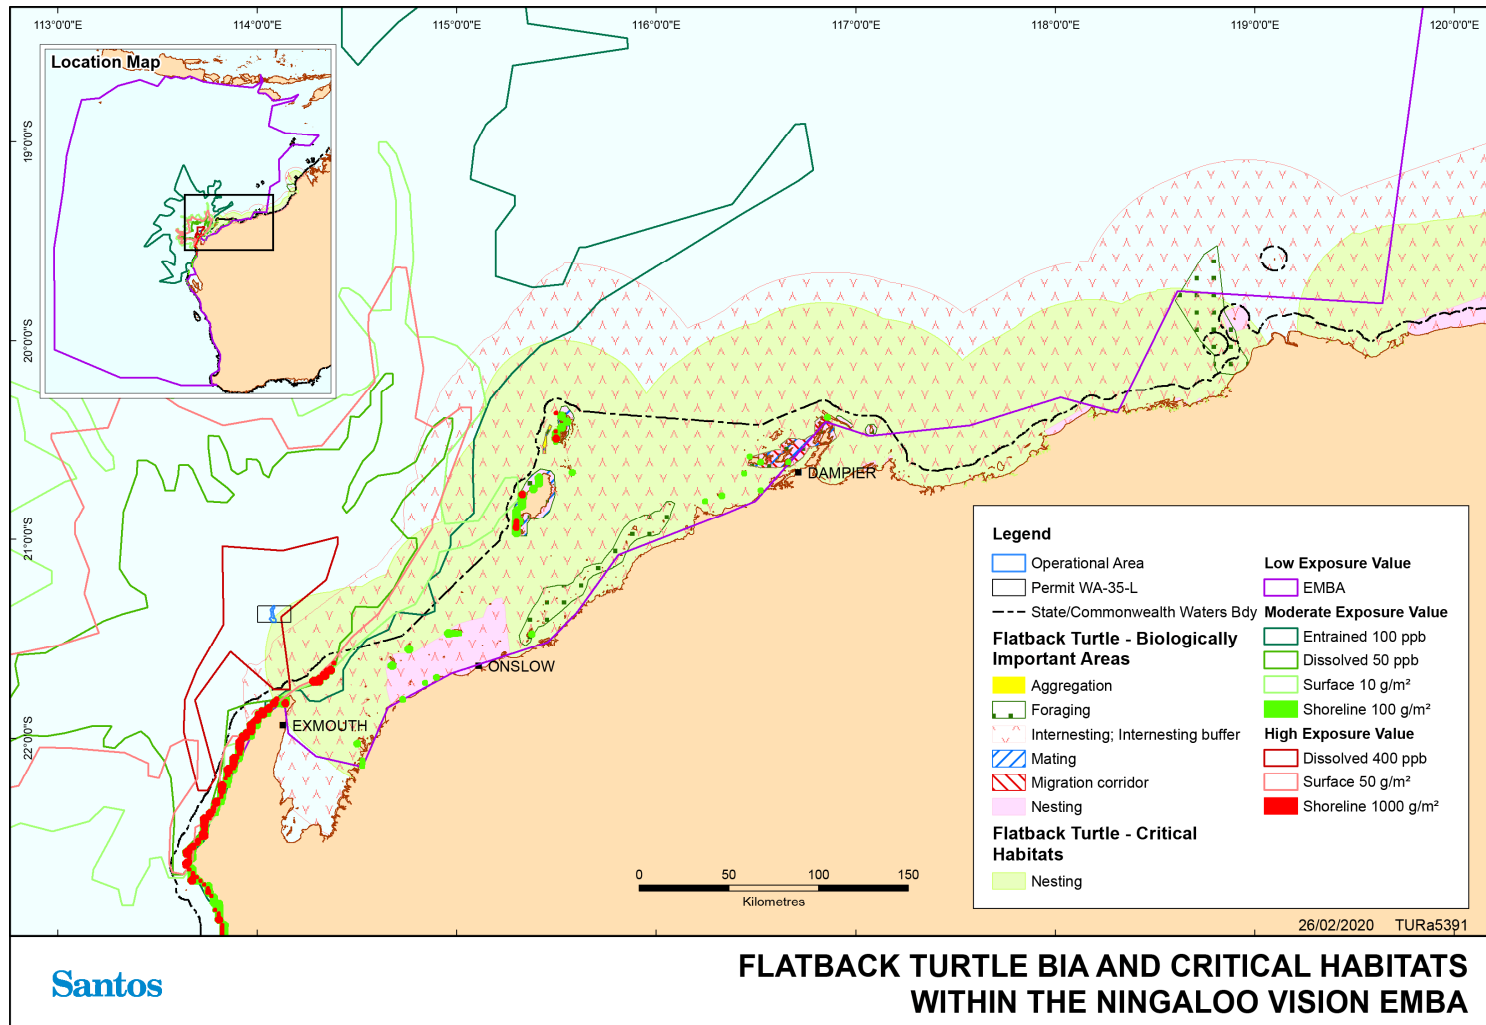 113°0'0"E
114°0'0"E
115°0'0"E
116°0'0"E
117°0'0"E
118°0'0"E
119°0'0"E
120°0'0"E
Location Map
19°0'0"S
20°0'0"S
21°0'0"S
22°0'0"S
DAMPIER
ONSLOW
EXMOUTH
0 50 100 150
Kilometres
Legend
Operational Area
Permit WA-35-L
State/Commonwealth Waters Bdy
Flatback Turtle - Biologically
Important Areas
Aggregation
Foraging
Internesting; Internesting buffer
Mating
Migration corridor
Nesting
Flatback Turtle - Critical
Habitats
Nesting
Low Exposure Value
EMBA
Moderate Exposure Value
Entrained 100 ppb
Dissolved 50 ppb
Surface 10 g/m²
Shoreline 100 g/m²
High Exposure Value
Dissolved 400 ppb
Surface 50 g/m²
Shoreline 1000 g/m²
26/02/2020 TURa5391
Santos
FLATBACK TURTLE BIA AND CRITICAL HABITATS
WITHIN THE NINGALOO VISION EMBA